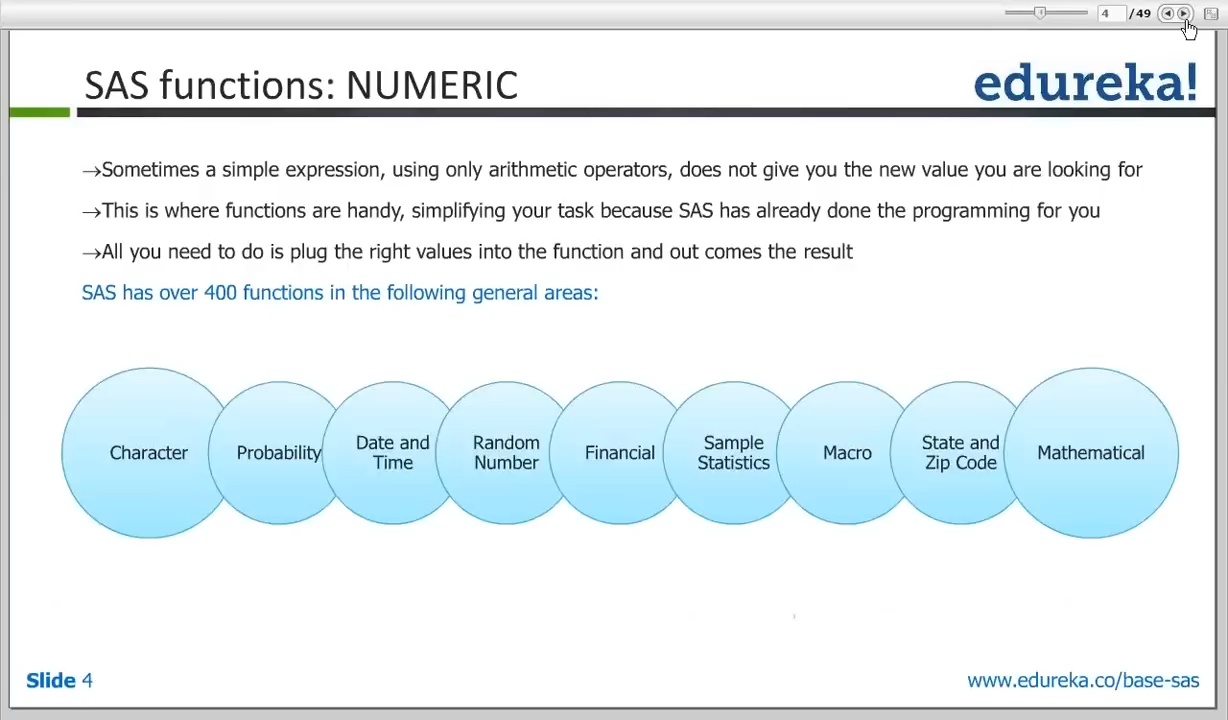 4 /49
SAS functions: NUMERIC
edureka!
→Sometimes a simple expression, using only arithmetic operators, does not give you the new value you are looking for
→This is where functions are handy, simplifying your task because SAS has already done the programming for you
→All you need to do is plug the right values into the function and out comes the result
SAS has over 400 functions in the following general areas:
Character
Probability
Date and
Time
Random
Number
Financial
Sample
Statistics
Macro
State and
Zip Code
Mathematical
Slide 4
www.edureka.co/base-sas